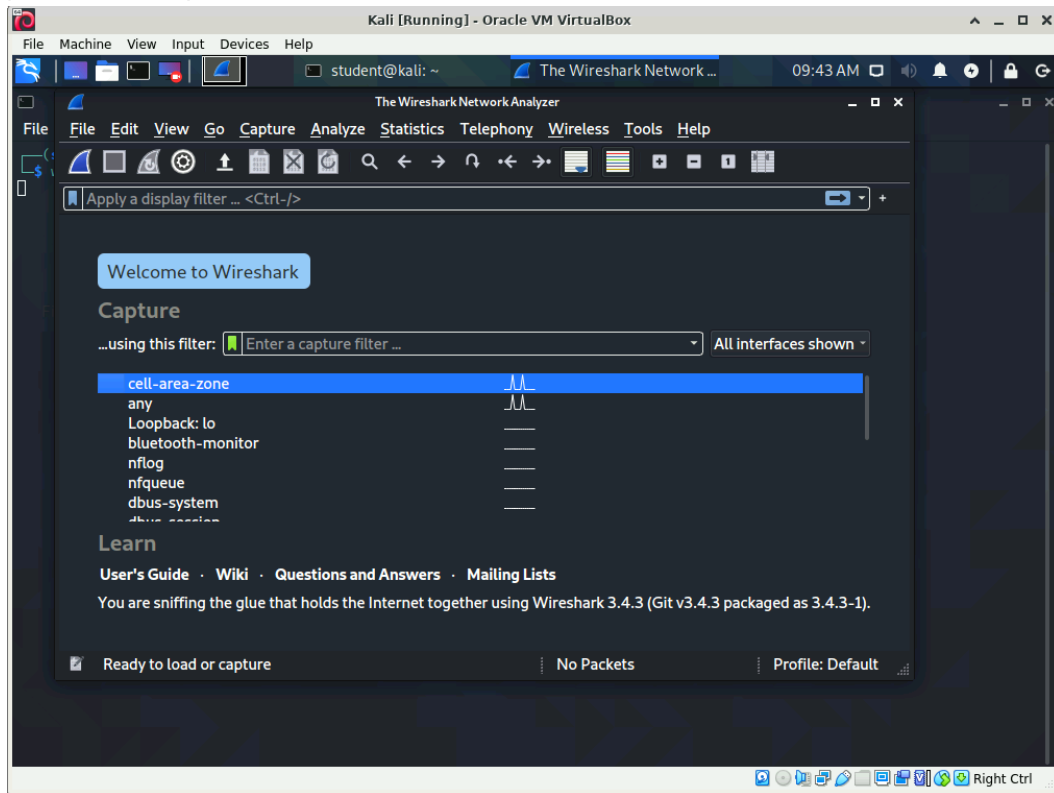 Kali [Running] - Oracle VM VirtualBox
File Machine View Input Devices Help
student@kali: ~ The Wireshark Network ... 09:43 AM
The Wireshark Network Analyzer
File File Edit View Go Capture Analyze Statistics Telephony Wireless Tools Help
Apply a display filter ... <Ctrl-/> +
Welcome to Wireshark
Capture
...using this filter: Enter a capture filter ... All interfaces shown
cell-area-zone
any
Loopback: lo
bluetooth-monitor
nflog
nfqueue
dbus-system
dbus-session
Learn
User's Guide · Wiki · Questions and Answers · Mailing Lists
You are sniffing the glue that holds the Internet together using Wireshark 3.4.3 (Git v3.4.3 packaged as 3.4.3-1).
Ready to load or capture No Packets Profile: Default
Right Ctrl